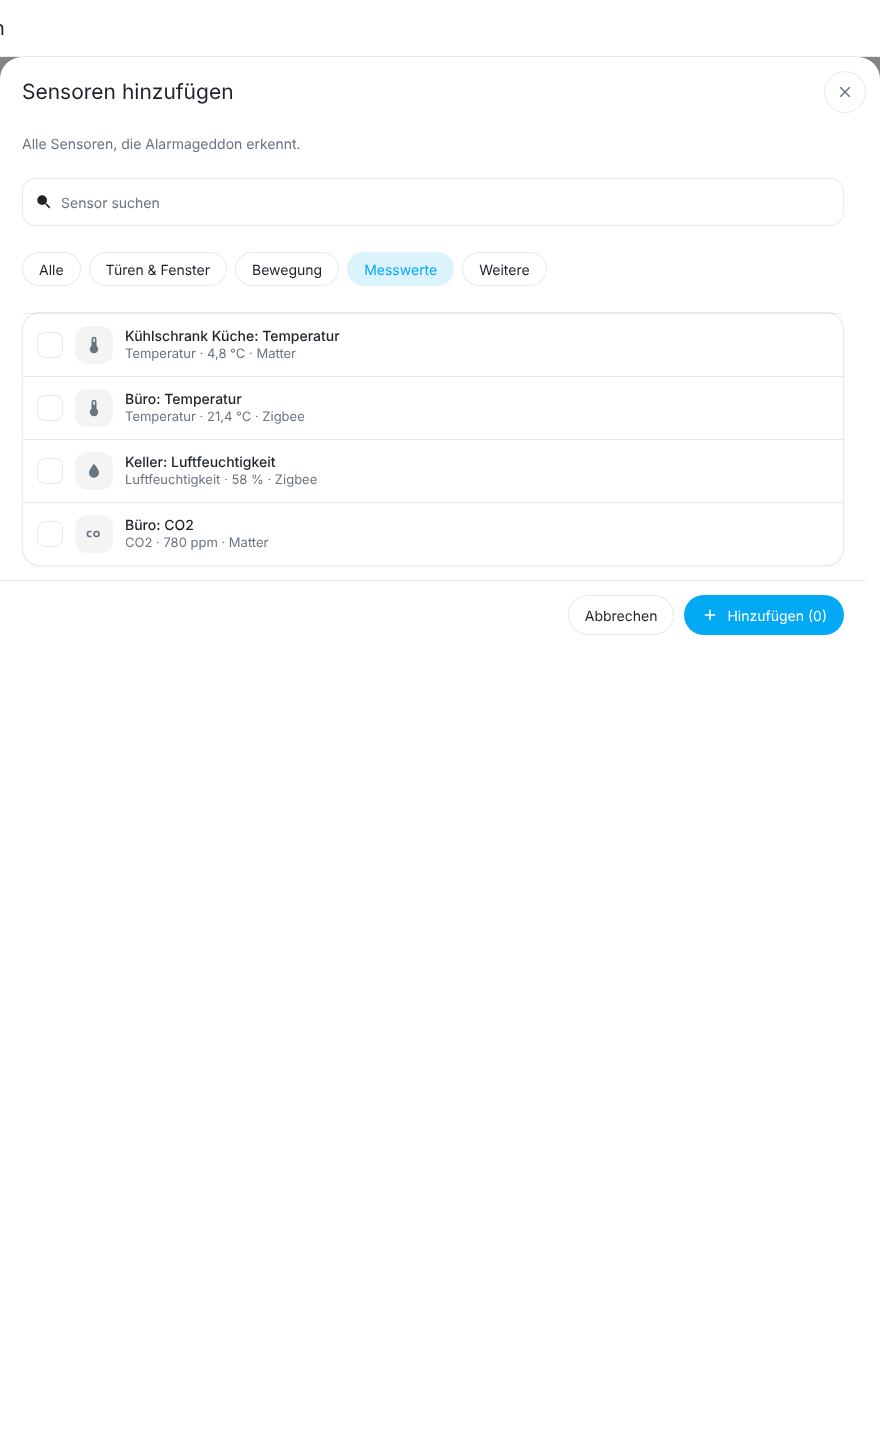 n
Sensoren hinzufügen
Alle Sensoren, die Alarmageddon erkennt.
Sensor suchen
Alle Türen & Fenster Bewegung Messwerte Weitere
Kühlschrank Küche: Temperatur
Temperatur · 4,8 °C · Matter
Büro: Temperatur
Temperatur · 21,4 °C · Zigbee
Keller: Luftfeuchtigkeit
Luftfeuchtigkeit · 58 % · Zigbee
co
Büro: CO2
CO2 · 780 ppm · Matter
Abbrechen + Hinzufügen (0)